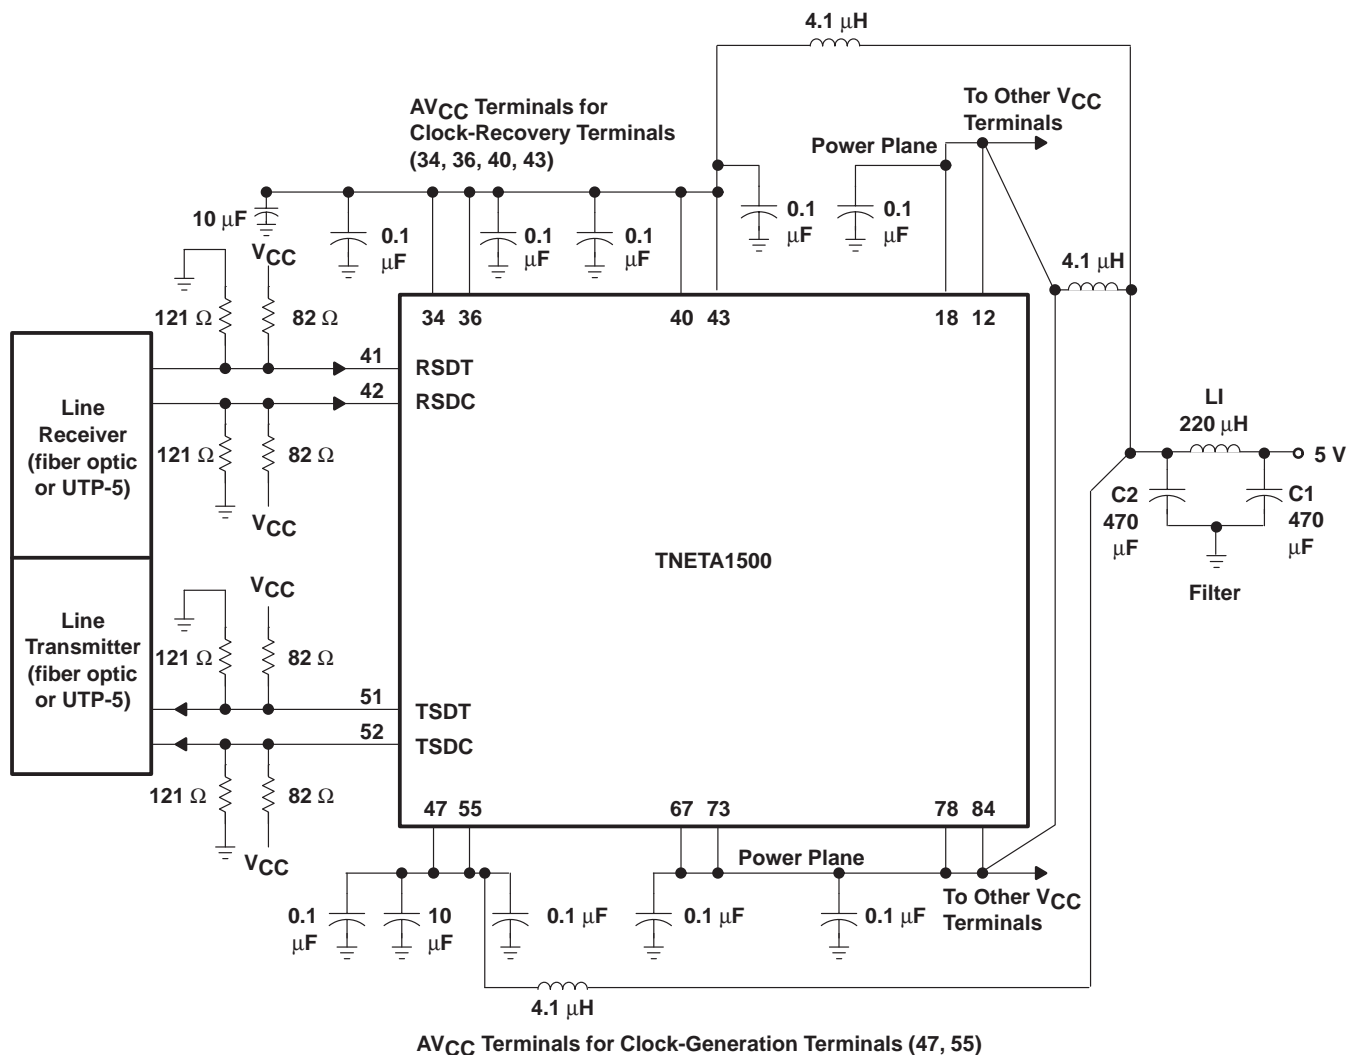 4.1 μH
AVCC Terminals for
Clock-Recovery Terminals
(34, 36, 40, 43)
To Other VCC
Terminals
Power Plane
10 μF
0.1
μF
0.1
μF
0.1
μF
0.1
μF
0.1
μF
VCC
4.1 μH
121 Ω
82 Ω
34
36
40
43
18
12
41
RSDT
42
RSDC
Line
Receiver
(fiber optic
or UTP-5)
121 Ω
82 Ω
VCC
LI
220 μH
5 V
C2
470
μF
C1
470
μF
Filter
TNETA1500
VCC
Line
Transmitter
(fiber optic
or UTP-5)
121 Ω
82 Ω
51
TSDT
52
TSDC
121 Ω
82 Ω
VCC
47
55
67
73
78
84
Power Plane
To Other VCC
Terminals
0.1
μF
10
μF
0.1 μF
0.1 μF
0.1 μF
4.1 μH
AVCC Terminals for Clock-Generation Terminals (47, 55)